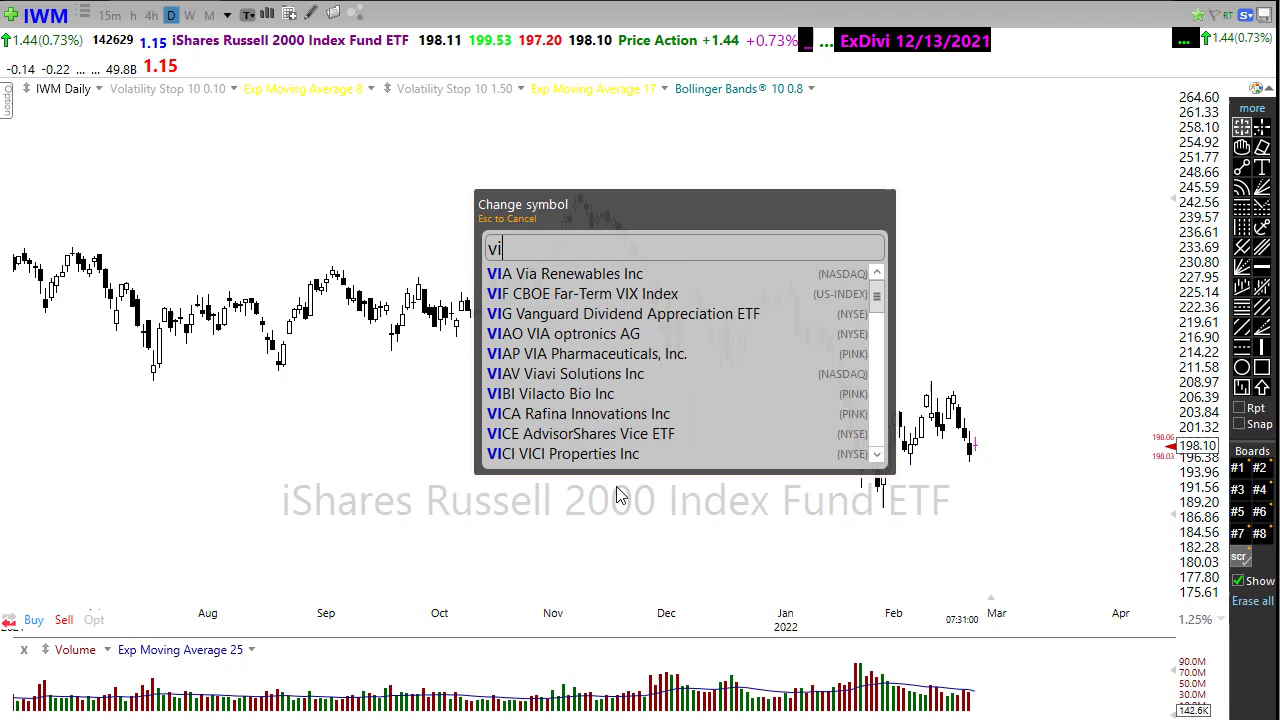 IWM 15m h 4h D W M T RT S
1.44(0.73%) 142629 1.15 iShares Russell 2000 Index Fund ETF 198.11 199.53 197.20 198.10 Price Action +1.44 +0.73% ... ... ExDivi 12/13/2021 ... 1.44(0.73%)
-0.14 -0.22 ... ... 49.8B 1.15
Option
IWM Daily Volatility Stop 10 0.10 Exp Moving Average 8 Volatility Stop 10 1.50 Exp Moving Average 17 Bollinger Bands® 10 0.8
264.60
261.33
258.10
254.92
251.77
248.66
245.59
242.56
239.57
236.61
233.69
230.80
227.95
225.14
222.36
219.61
216.90
214.22
211.58
208.97
206.39
203.84
201.32
198.06
198.10
198.03
196.38
193.96
191.56
189.20
186.86
184.56
182.28
180.03
177.80
175.61
more
Rpt
Snap
Boards
#1 #2
#3 #4
#5 #6
#7 #8
scr
Show
Erase all
Change symbol
Esc to Cancel
vi
VIA Via Renewables Inc (NASDAQ)
VIF CBOE Far-Term VIX Index (US-INDEX)
VIG Vanguard Dividend Appreciation ETF (NYSE)
VIAO VIA optronics AG (NYSE)
VIAP VIA Pharmaceuticals, Inc. (PINK)
VIAV Viavi Solutions Inc (NASDAQ)
VIBI Vilacto Bio Inc (PINK)
VICA Rafina Innovations Inc (PINK)
VICE AdvisorShares Vice ETF (NYSE)
VICI VICI Properties Inc (NYSE)
iShares Russell 2000 Index Fund ETF
Aug Sep Oct Nov Dec Jan Feb Mar Apr
Buy Sell Opt 2022 07:31:00 1.25%
x Volume Exp Moving Average 25
90.0M
70.0M
50.0M
30.0M
142.6K